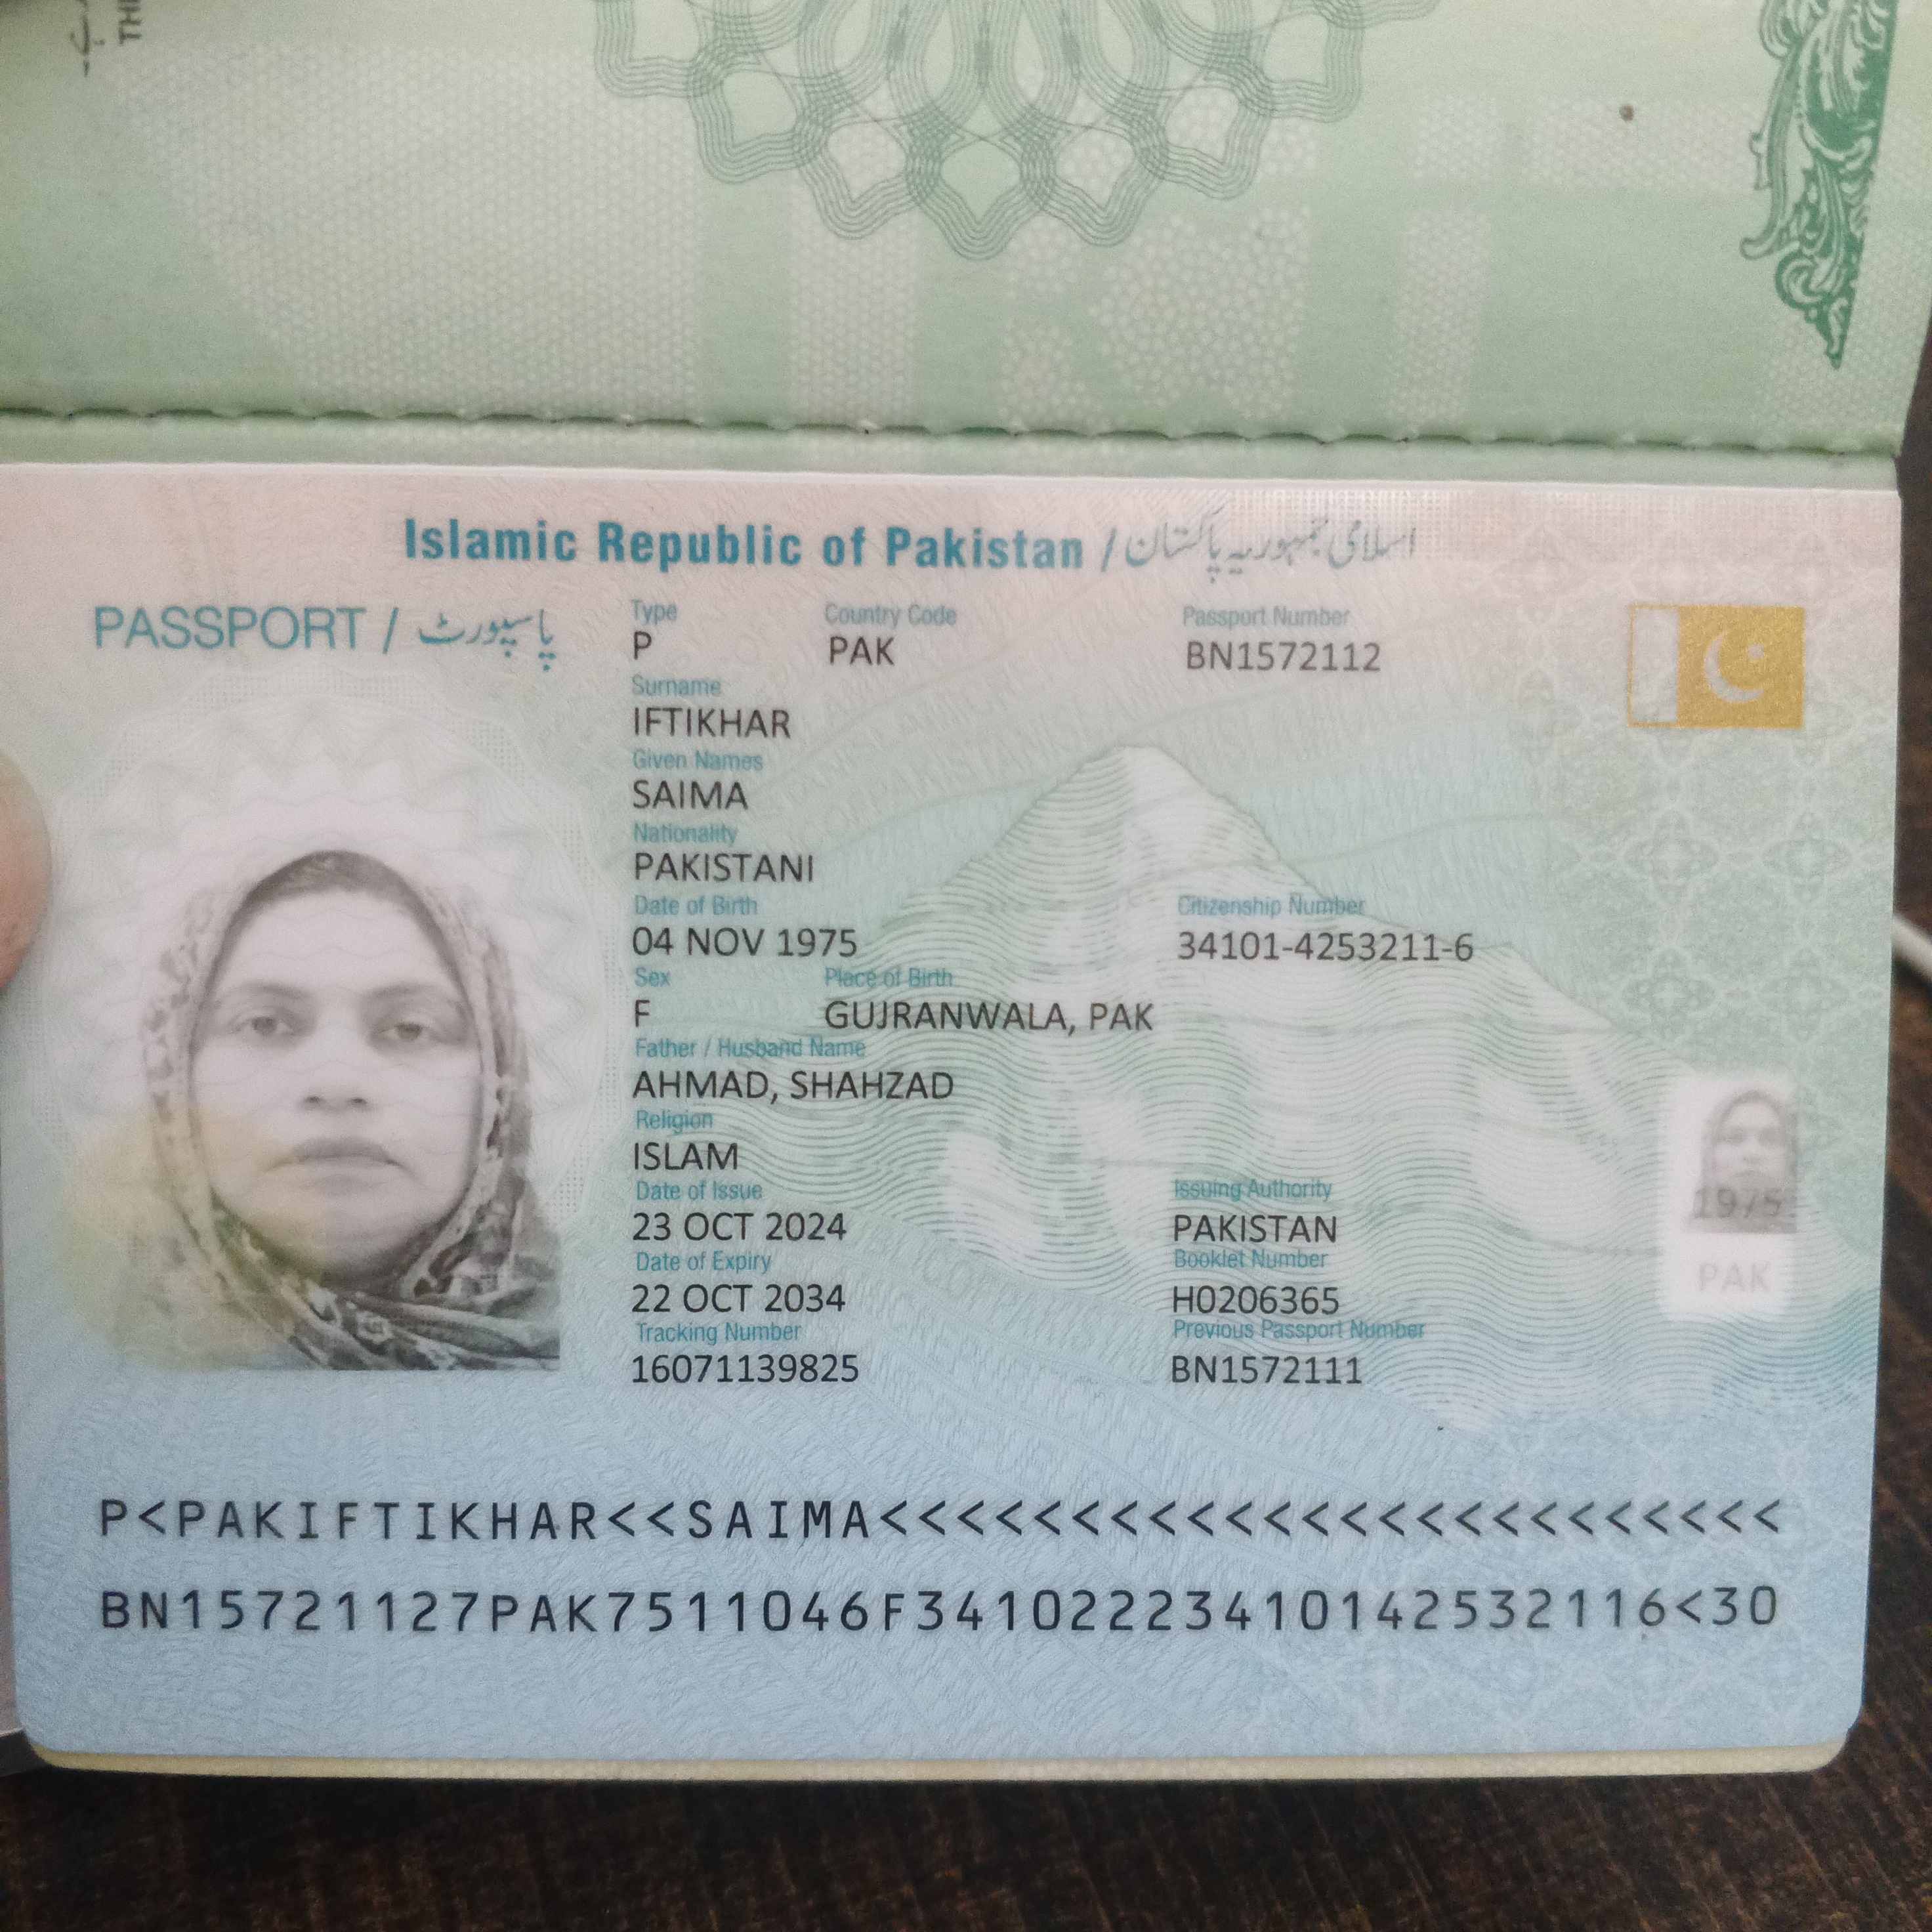 THE
Islamic Republic of Pakistan / اسلامی جمہوریہ پاکستان
PASSPORT / پاسپورٹ
Type Country Code Passport Number
P PAK BN1572112
Surname
IFTIKHAR
Given Names
SAIMA
Nationality
PAKISTANI
Date of Birth Citizenship Number
04 NOV 1975 34101-4253211-6
Sex Place of Birth
F GUJRANWALA, PAK
Father / Husband Name
AHMAD, SHAHZAD
Religion
ISLAM
Date of Issue Issuing Authority
23 OCT 2024 PAKISTAN
Date of Expiry Booklet Number
22 OCT 2034 H0206365
Tracking Number Previous Passport Number
16071139825 BN1572111
1975
PAK
P<PAKIFTIKHAR<<SAIMA<<<<<<<<<<<<<<<<<<<<<<<<
BN15721127PAK7511046F34102223410142532116<30